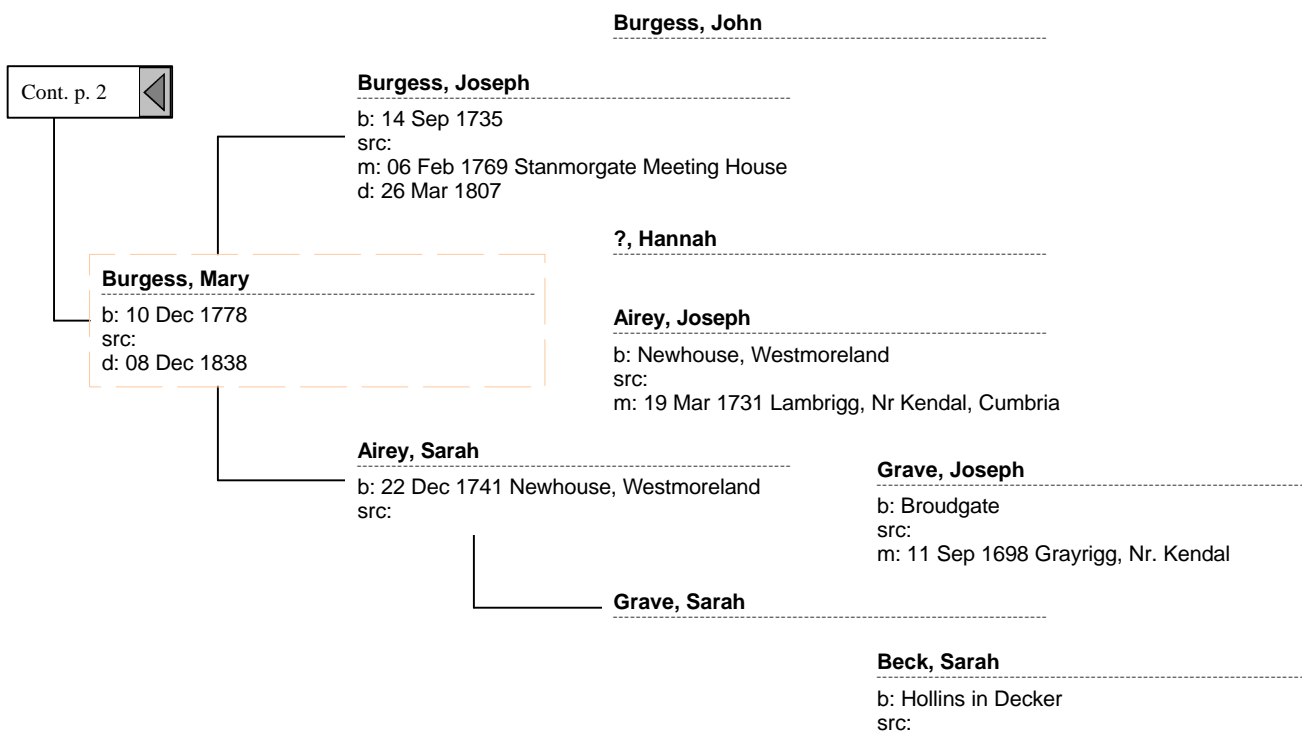 Burgess, John
Cont. p. 2
Burgess, Joseph
b: 14 Sep 1735
src:
m: 06 Feb 1769 Stanmorgate Meeting House
d: 26 Mar 1807
?, Hannah
Burgess, Mary
b: 10 Dec 1778
src:
d: 08 Dec 1838
Airey, Joseph
b: Newhouse, Westmoreland
src:
m: 19 Mar 1731 Lambrigg, Nr Kendal, Cumbria
Airey, Sarah
b: 22 Dec 1741 Newhouse, Westmoreland
src:
Grave, Joseph
b: Broudgate
src:
m: 11 Sep 1698 Grayrigg, Nr. Kendal
Grave, Sarah
Beck, Sarah
b: Hollins in Decker
src: